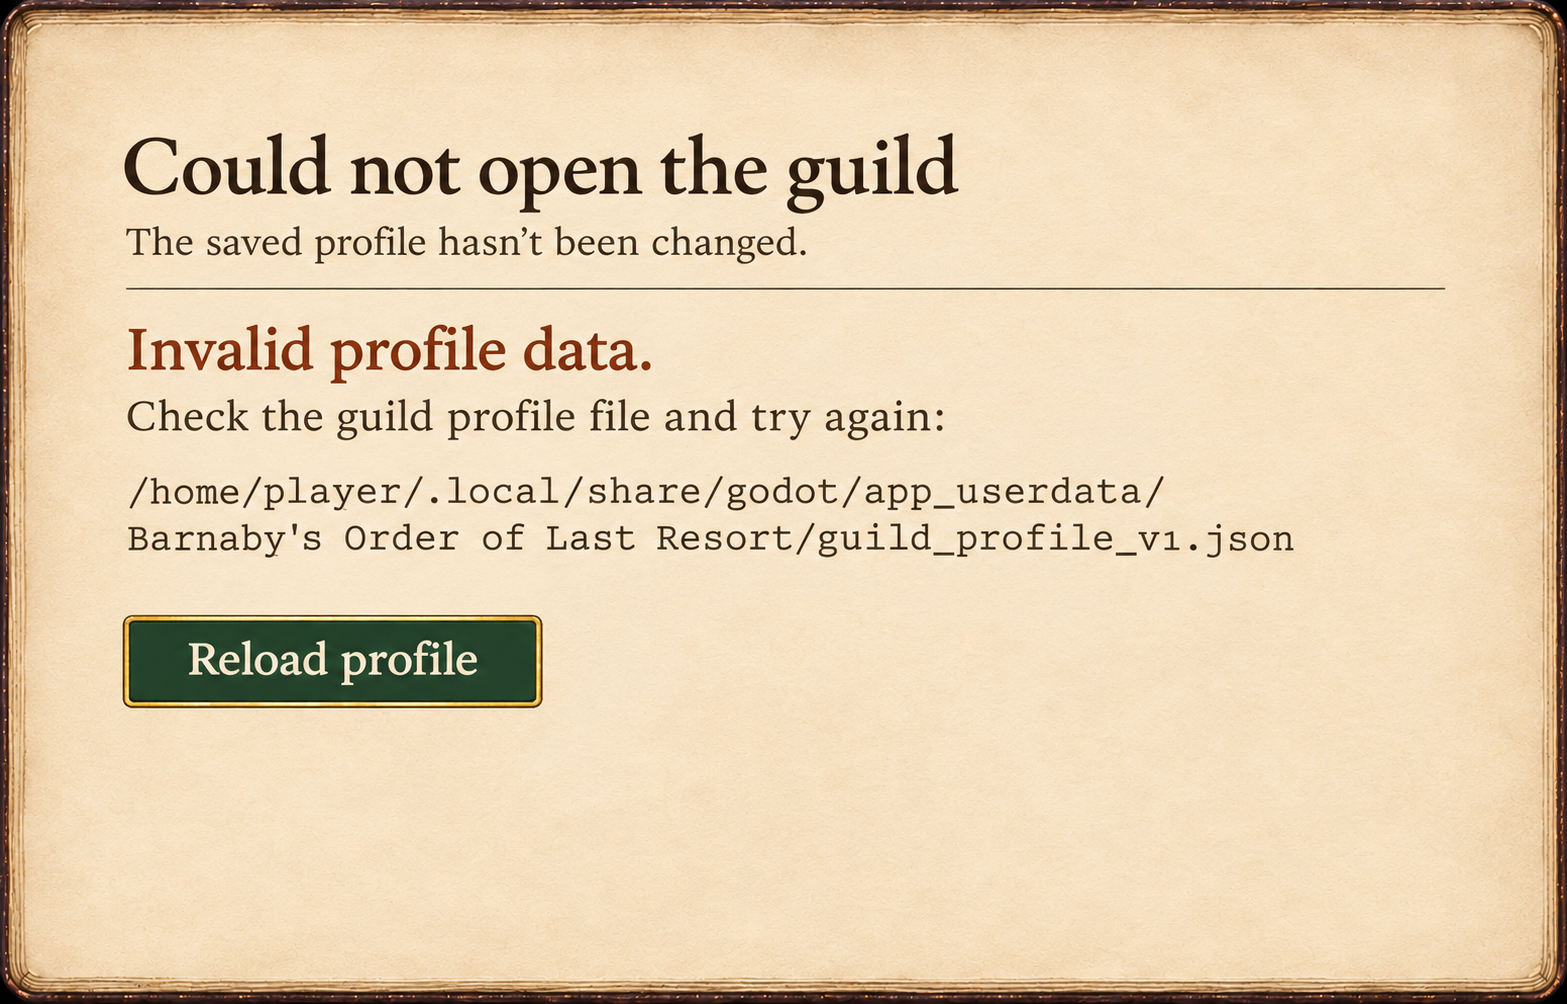 Could not open the guild
The saved profile hasn’t been changed.
Invalid profile data.
Check the guild profile file and try again:
/home/player/.local/share/godot/app_userdata/
Barnaby's Order of Last Resort/guild_profile_v1.json
Reload profile